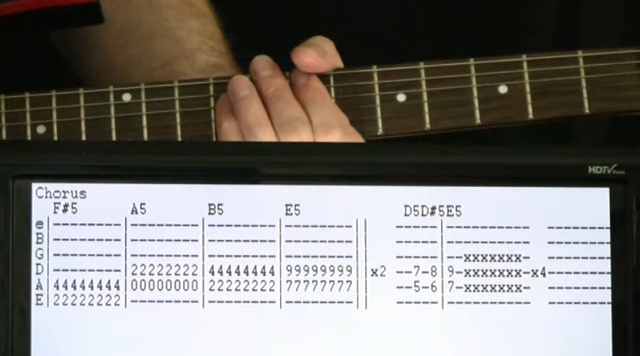 HDTV
Chorus
F#5 A5 B5 E5 D5D#5E5
e|--------|--------|--------|--------|| ----|--------- ------
B|--------|--------|--------|--------|| ----|--------- ------
G|--------|--------|--------|--------|| ----|--xxxxxxx-- ------
D|--------|22222222|44444444|99999999||x2 --7-8|9-xxxxxxx-x4------
A|44444444|00000000|22222222|77777777|| --5-6|7-xxxxxxx-- ------
E|22222222|--------|--------|--------|| ----|--------- ------